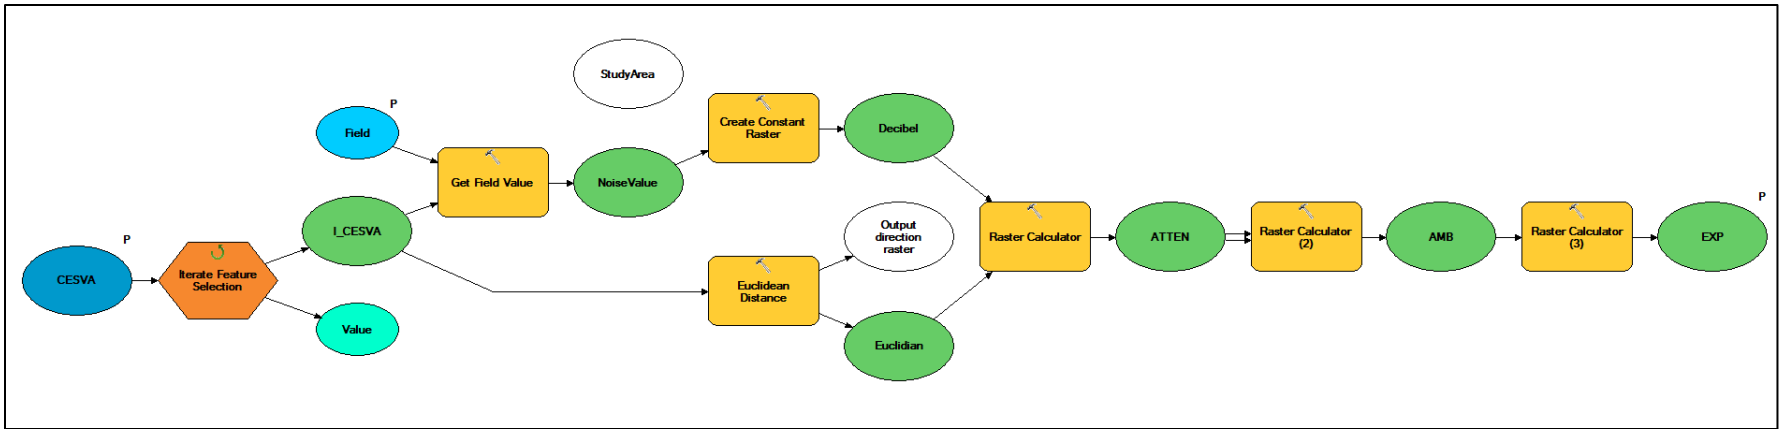 P
CESVA
Iterate Feature
Selection
P
Field
I_CESVA
Value
Get Field Value
StudyArea
NoiseValue
Create Constant
Raster
Euclidean
Distance
Decibel
Output
direction
raster
Euclidian
Raster Calculator
ATTEN
Raster Calculator
(2)
AMB
Raster Calculator
(3)
P
EXP